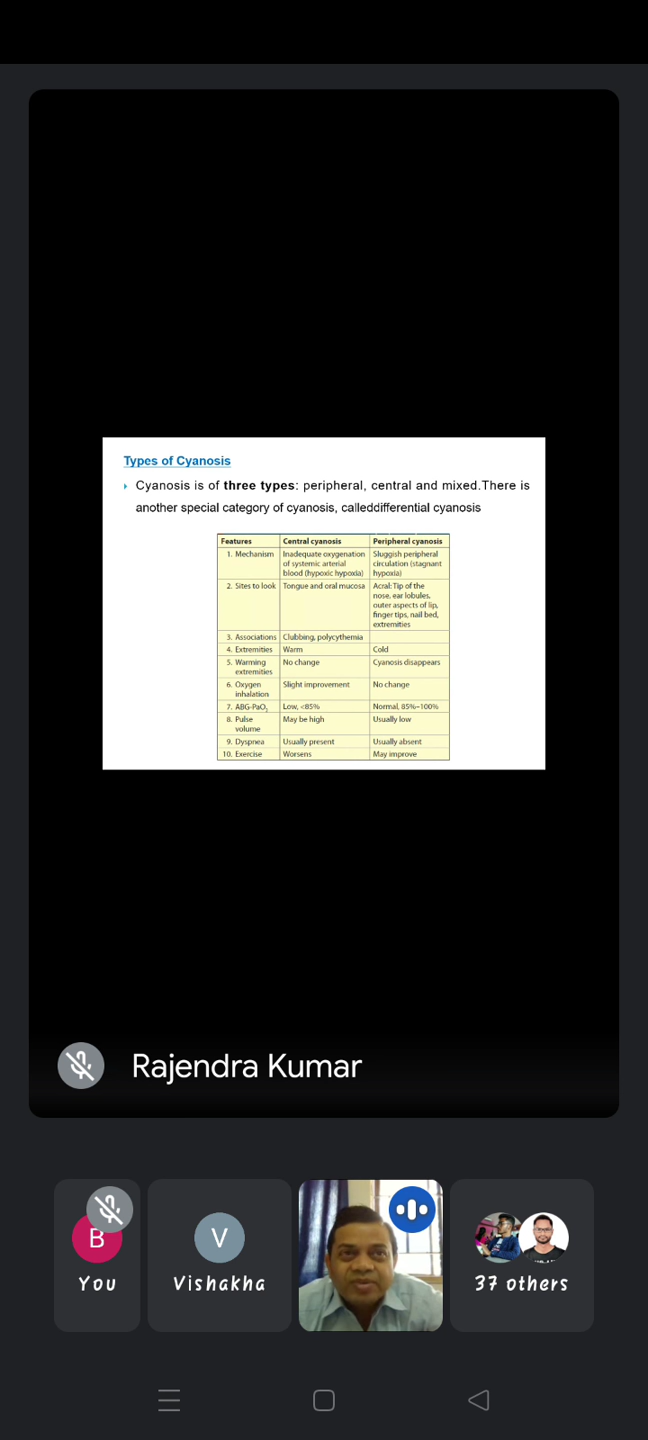 Types of Cyanosis
Cyanosis is of three types: peripheral, central and mixed.There is
another special category of cyanosis, calleddifferential cyanosis
Features Central cyanosis Peripheral cyanosis
1. Mechanism Inadequate oxygenation of systemic arterial blood (hypoxic hypoxia) Sluggish peripheral circulation (stagnant hypoxia)
2. Sites to look Tongue and oral mucosa Acral: Tip of the nose, ear lobules, outer aspects of lip, finger tips, nail bed, extremities
3. Associations Clubbing, polycythemia
4. Extremities Warm Cold
5. Warming extremities No change Cyanosis disappears
6. Oxygen inhalation Slight improvement No change
7. ABG-PaO₂ Low, <85% Normal, 85%–100%
8. Pulse volume May be high Usually low
9. Dyspnea Usually present Usually absent
10. Exercise Worsens May improve
Rajendra Kumar
B
You
V
Vishakha
37 others